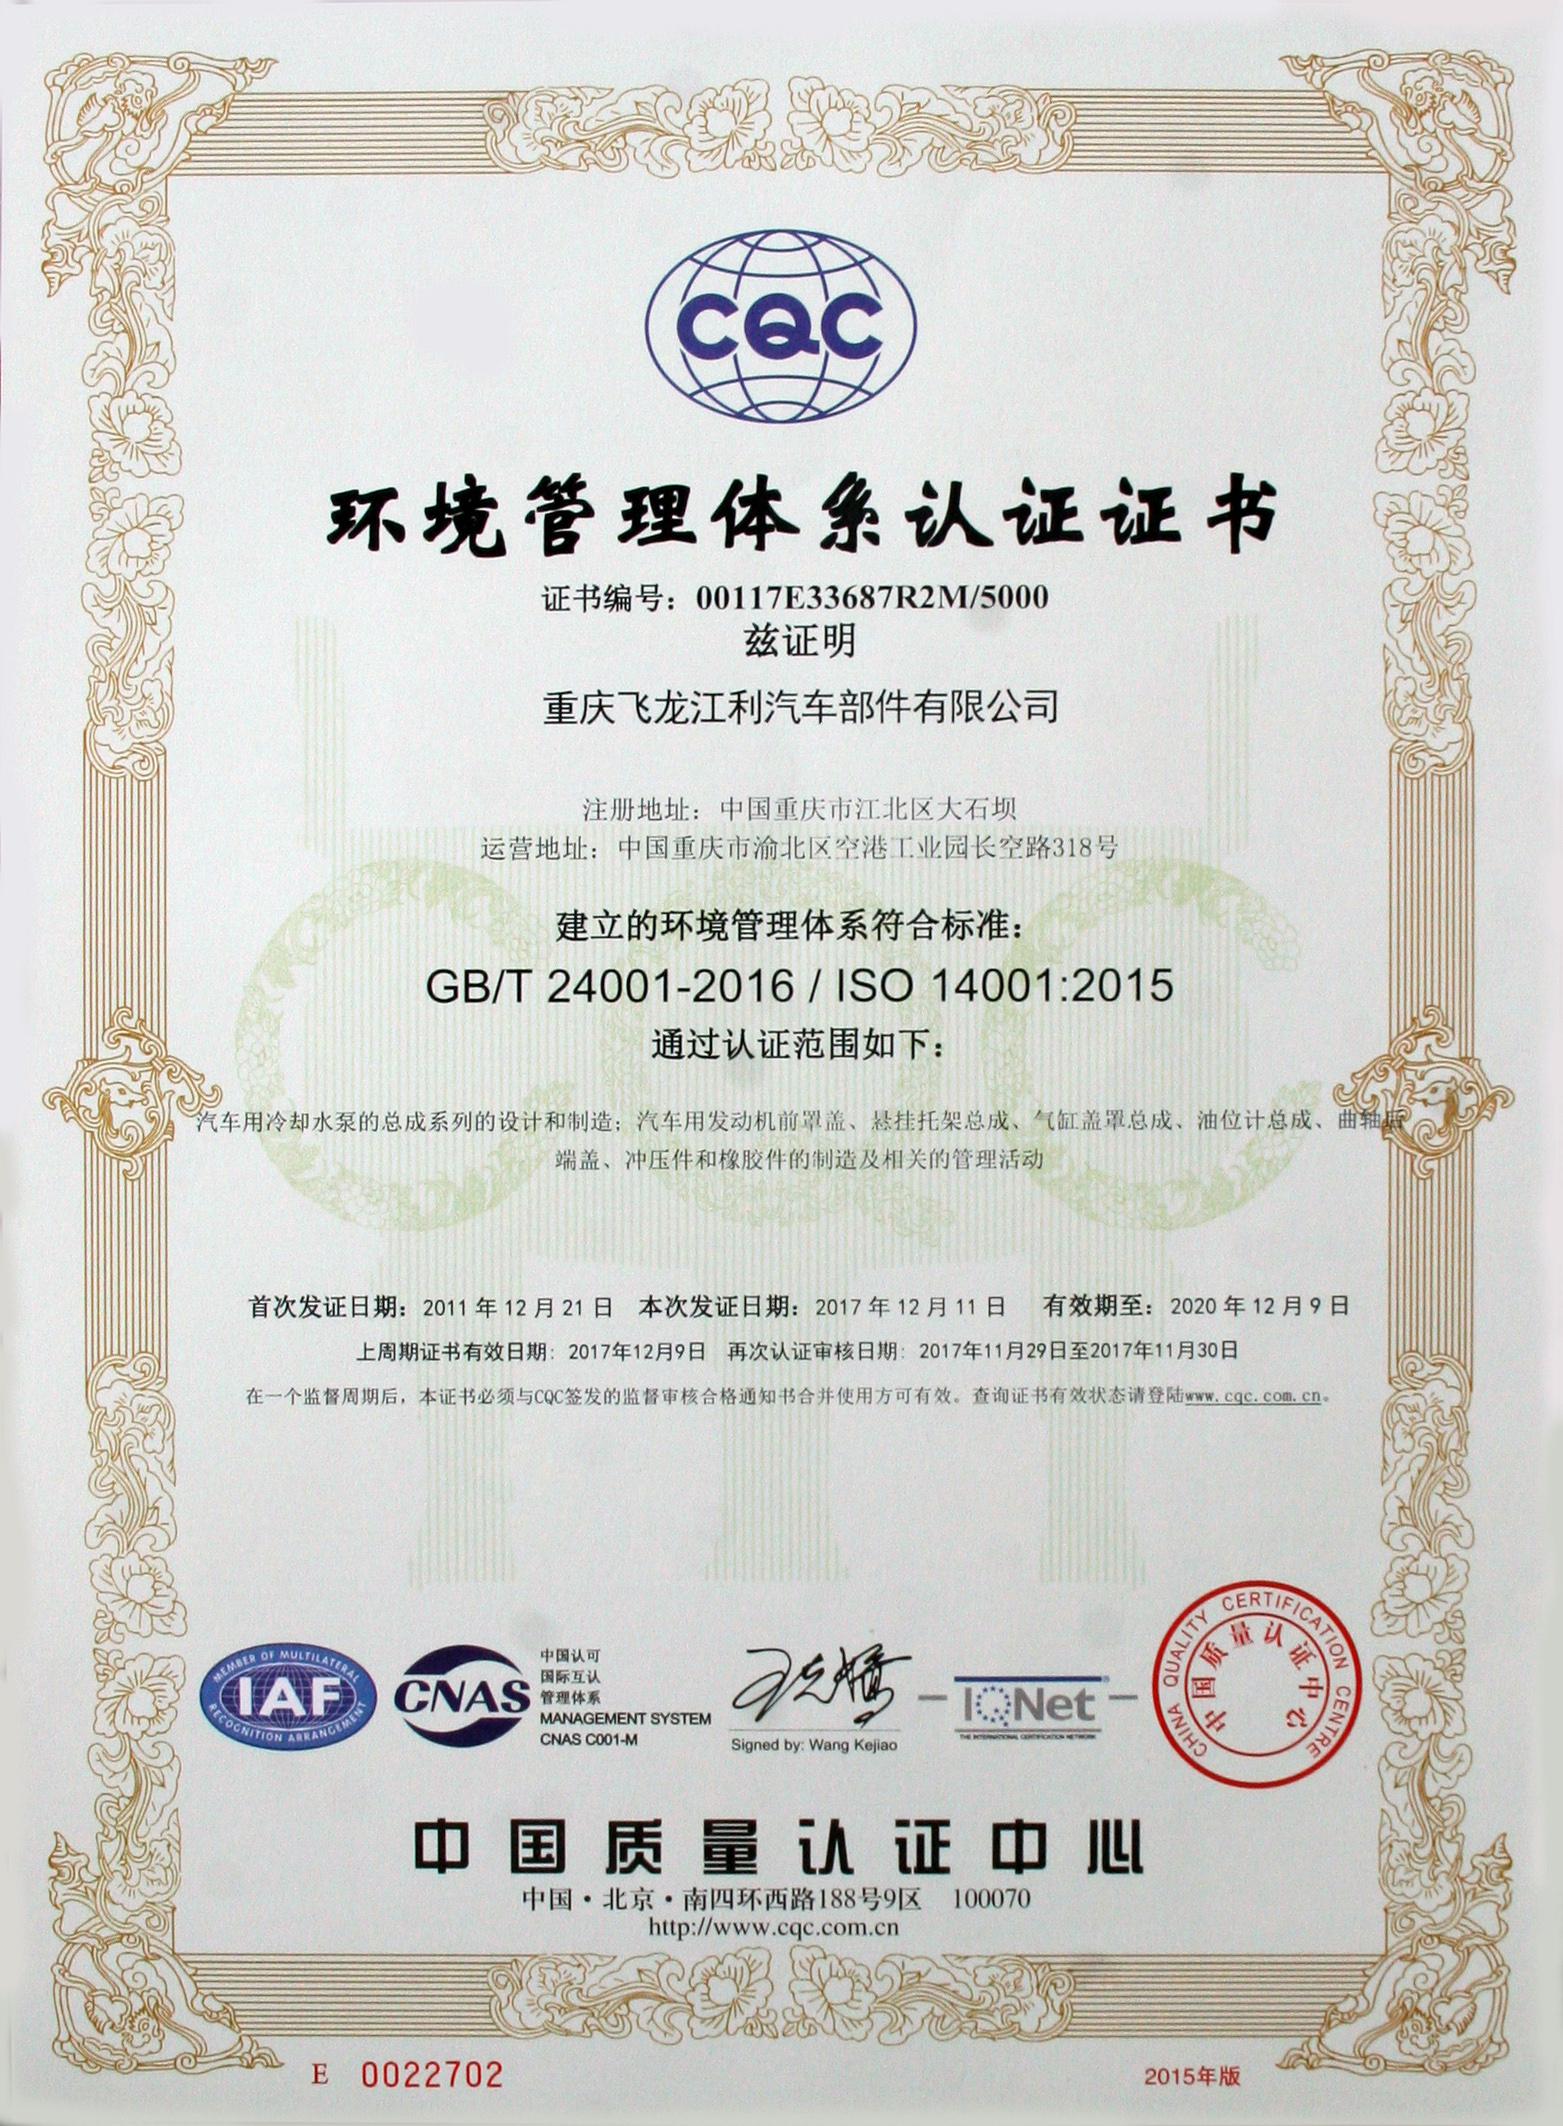 CQC
环境管理体系认证证书
证书编号：00117E33687R2M/5000
兹证明
重庆飞龙江利汽车部件有限公司
注册地址：中国重庆市江北区大石坝
运营地址：中国重庆市渝北区空港工业园长空路318号
建立的环境管理体系符合标准：
GB/T 24001-2016 / ISO 14001:2015
通过认证范围如下：
汽车用冷却水泵的总成系列的设计和制造；汽车用发动机前罩盖、悬挂托架总成、气缸盖罩总成、油位计总成、曲轴后
端盖、冲压件和橡胶件的制造及相关的管理活动
首次发证日期：2011 年 12 月 21 日 本次发证日期：2017 年 12 月 11 日 有效期至：2020 年 12 月 9 日
上周期证书有效日期: 2017年12月9日 再次认证审核日期: 2017年11月29日至2017年11月30日
在一个监督周期后，本证书必须与CQC签发的监督审核合格通知书合并使用方可有效。查询证书有效状态请登陆www.cqc.com.cn。
MEMBER OF MULTILATERAL
IAF
RECOGNITION ARRANGEMENT
CNAS
中国认可
国际互认
管理体系
MANAGEMENT SYSTEM
CNAS C001-M
王克娇
Signed by: Wang Kejiao
IQNet
THE INTERNATIONAL CERTIFICATION NETWORK
CHINA QUALITY CERTIFICATION CENTRE
中国质量认证中心
中国质量认证中心
中国·北京·南四环西路188号9区 100070
http://www.cqc.com.cn
E 0022702
2015年版